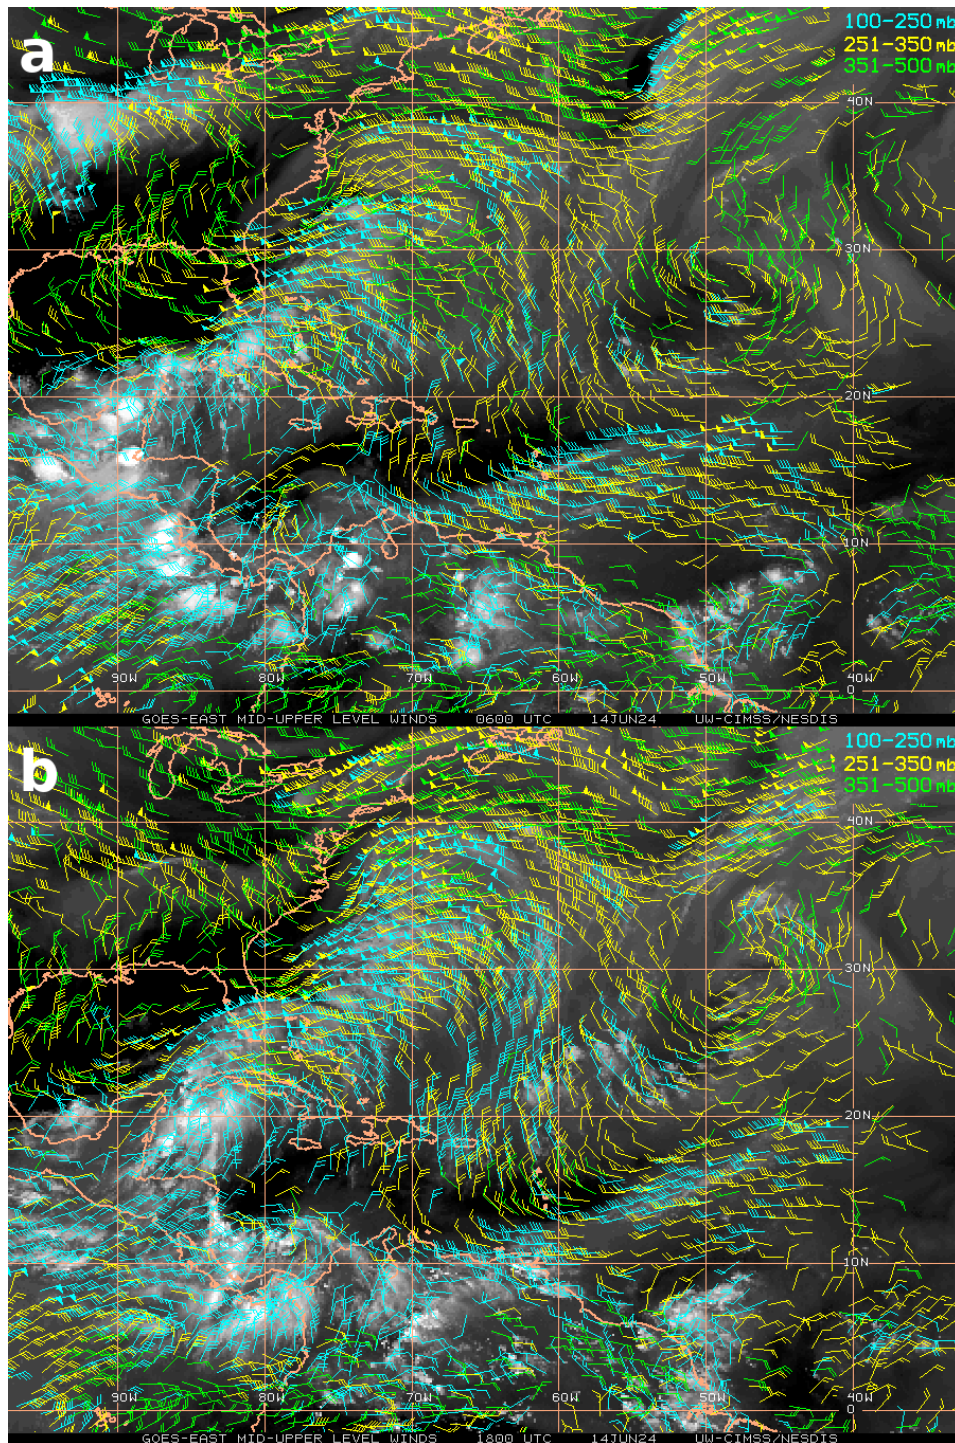 a
100-250 mb
251-350 mb
351-500 mb
40N
30N
20N
10N
90W 80W 70W 60W 50W 40W
0
GOES-EAST MID-UPPER LEVEL WINDS 0600 UTC 14JUN24 UW-CIMSS/NESDIS
b
100-250 mb
251-350 mb
351-500 mb
40N
30N
20N
10N
90W 80W 70W 60W 50W 40W
0
GOES-EAST MID-UPPER LEVEL WINDS 1800 UTC 14JUN24 UW-CIMSS/NESDIS